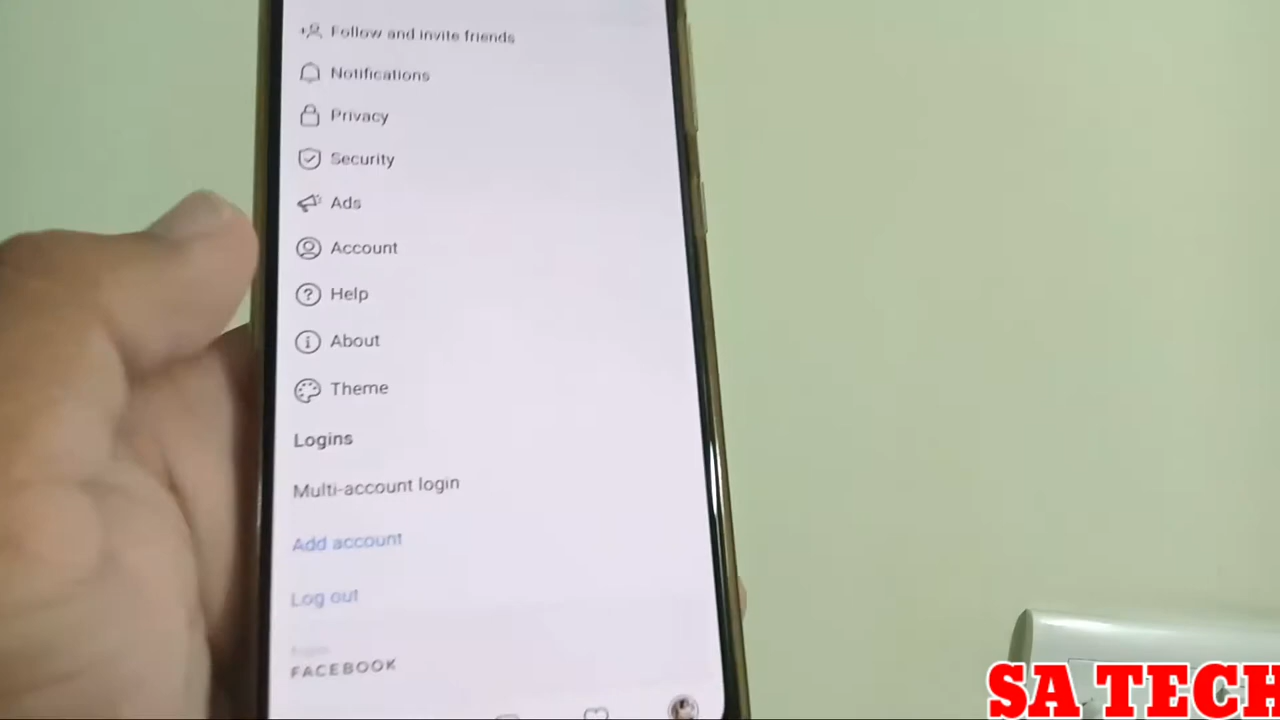 Follow and invite friends
Notifications
Privacy
Security
Ads
Account
Help
About
Theme
Logins
Multi-account login
Add account
Log out
FACEBOOK
SA TECH